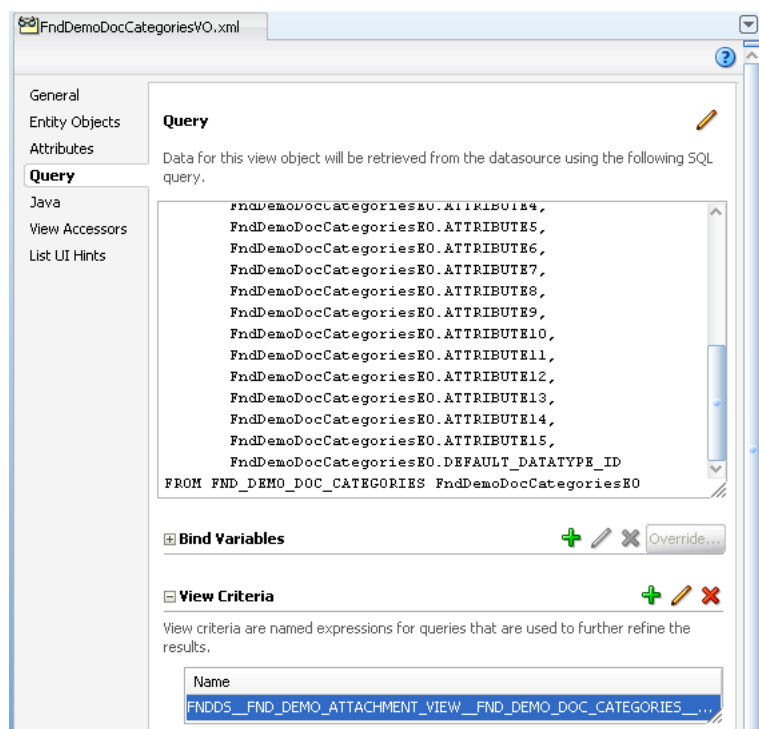 FndDemoDocCategoriesVO.xml
General
Entity Objects
Attributes
Query
Java
View Accessors
List UI Hints
Query
Data for this view object will be retrieved from the datasource using the following SQL
query.
FndDemoDocCategoriesEO.ATTRIBUTE4,
FndDemoDocCategoriesEO.ATTRIBUTE5,
FndDemoDocCategoriesEO.ATTRIBUTE6,
FndDemoDocCategoriesEO.ATTRIBUTE7,
FndDemoDocCategoriesEO.ATTRIBUTE8,
FndDemoDocCategoriesEO.ATTRIBUTE9,
FndDemoDocCategoriesEO.ATTRIBUTE10,
FndDemoDocCategoriesEO.ATTRIBUTE11,
FndDemoDocCategoriesEO.ATTRIBUTE12,
FndDemoDocCategoriesEO.ATTRIBUTE13,
FndDemoDocCategoriesEO.ATTRIBUTE14,
FndDemoDocCategoriesEO.ATTRIBUTE15,
FndDemoDocCategoriesEO.DEFAULT_DATATYPE_ID
FROM FND_DEMO_DOC_CATEGORIES FndDemoDocCategoriesEO
Bind Variables
Override...
View Criteria
View criteria are named expressions for queries that are used to further refine the
results.
Name
FNDDS__FND_DEMO_ATTACHMENT_VIEW__FND_DEMO_DOC_CATEGORIES__...